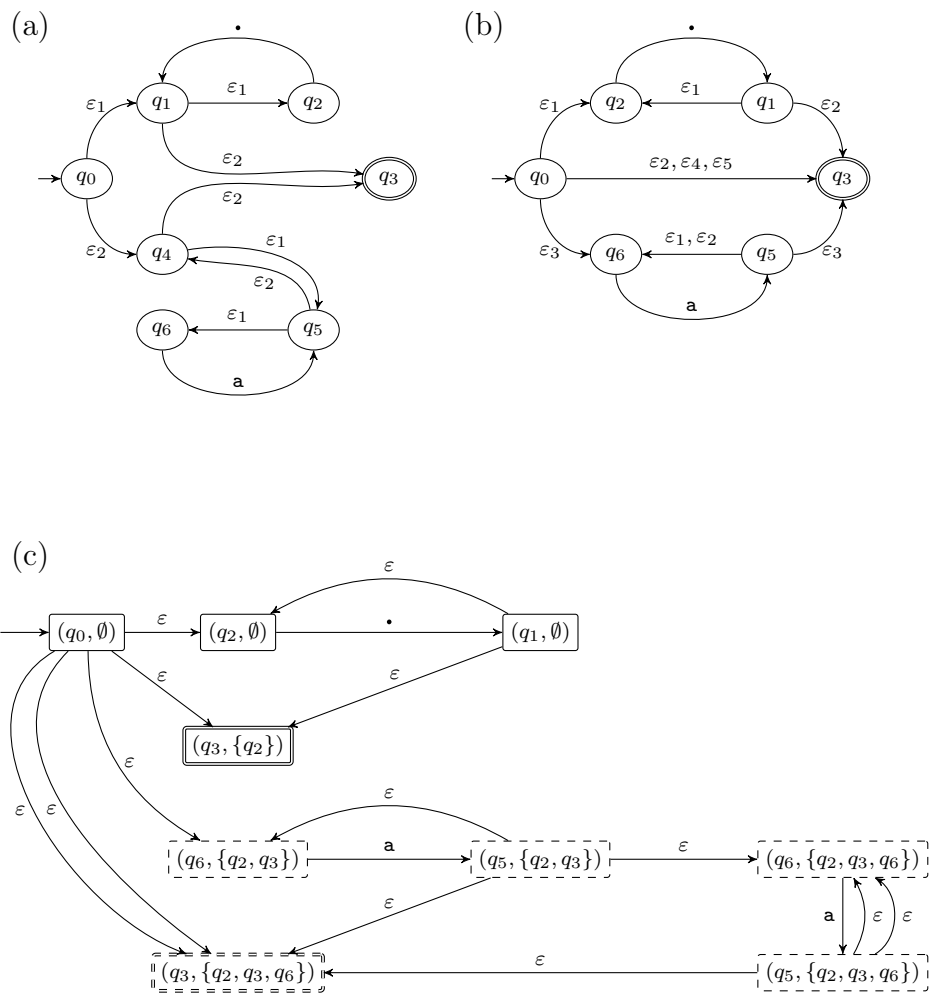 (a) (b)
• •
ε₁ q₁ ε₁ q₂ ε₁ q₂ ε₁ q₁ ε₂
q₀ ε₂ q₃ q₀ ε₂, ε₄, ε₅ q₃
ε₂
ε₂ q₄ ε₁ ε₃ q₆ ε₁, ε₂ q₅ ε₃
ε₂
q₆ ε₁ q₅ a
a
(c)
ε
(q₀, ∅) ε (q₂, ∅) • (q₁, ∅)
ε ε
(q₃, {q₂})
ε ε
ε ε
(q₆, {q₂, q₃}) a (q₅, {q₂, q₃}) ε (q₆, {q₂, q₃, q₆})
ε a ε ε
(q₃, {q₂, q₃, q₆}) ε (q₅, {q₂, q₃, q₆})